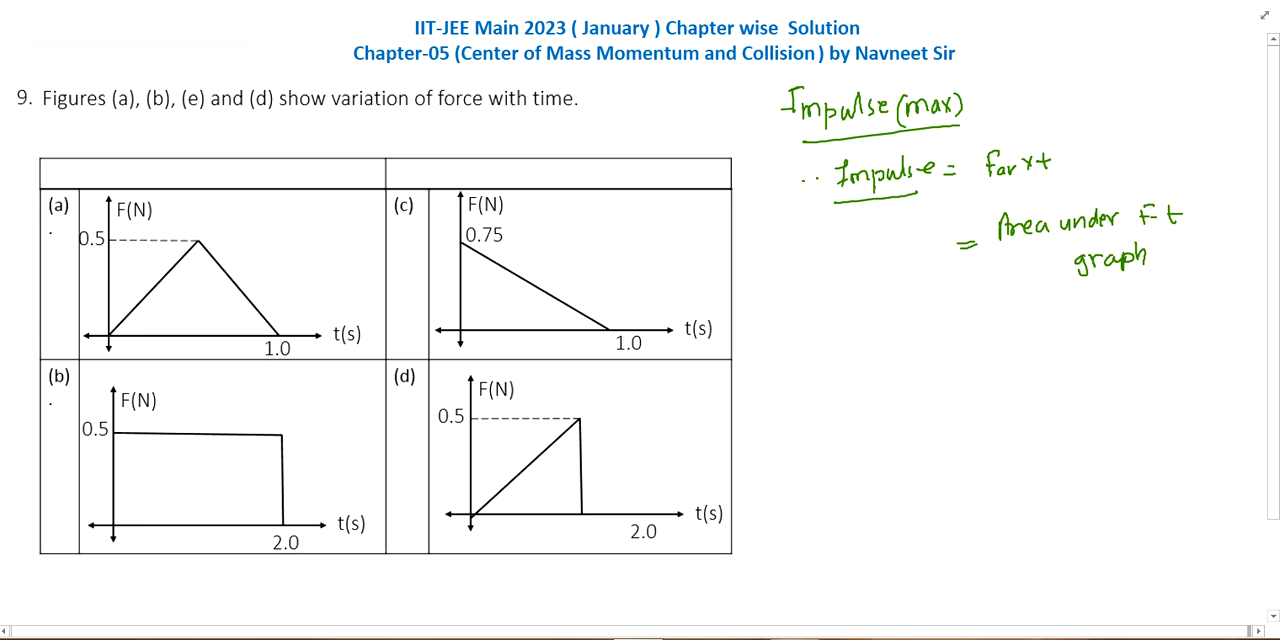 IIT-JEE Main 2023 ( January ) Chapter wise Solution
Chapter-05 (Center of Mass Momentum and Collision) by Navneet Sir
9. Figures (a), (b), (e) and (d) show variation of force with time.
Impulse (max)
∴ Impulse = Fav x t
= Area under F t
graph
(a)
.
F(N)
0.5
t(s)
1.0
(c)
F(N)
0.75
t(s)
1.0
(b)
.
F(N)
0.5
t(s)
2.0
(d)
F(N)
0.5
t(s)
2.0